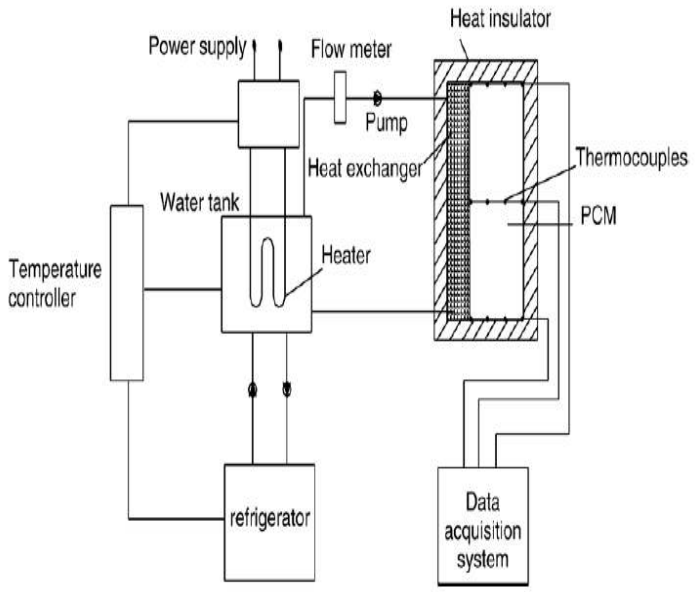 Heat insulator
Power supply
Flow meter
Pump
Heat exchanger
Thermocouples
Water tank
PCM
Heater
Temperature
controller
refrigerator
Data
acquisition
system